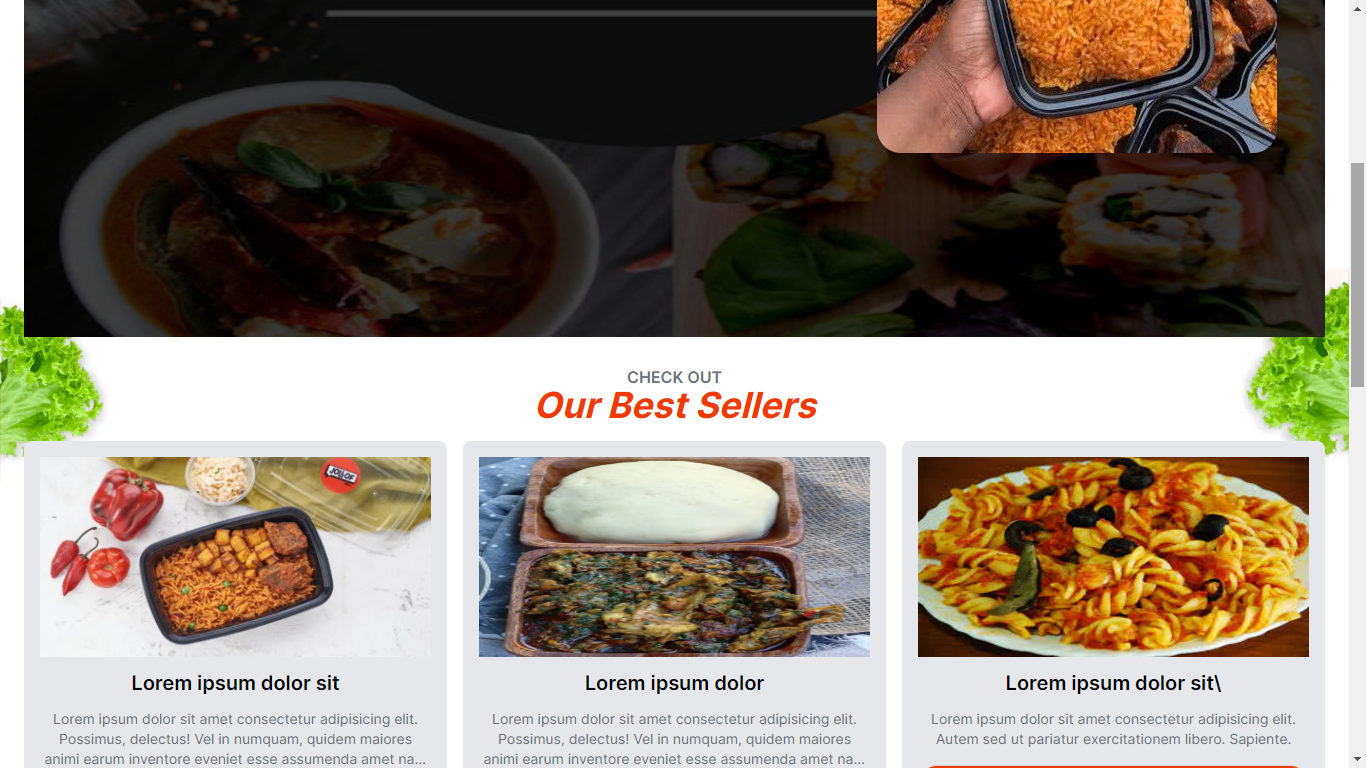 CHECK OUT
Our Best Sellers
JOLLOF
Lorem ipsum dolor sit
Lorem ipsum dolor sit amet consectetur adipisicing elit.
Possimus, delectus! Vel in numquam, quidem maiores
animi earum inventore eveniet esse assumenda amet na...
Lorem ipsum dolor
Lorem ipsum dolor sit amet consectetur adipisicing elit.
Possimus, delectus! Vel in numquam, quidem maiores
animi earum inventore eveniet esse assumenda amet na...
Lorem ipsum dolor sit\
Lorem ipsum dolor sit amet consectetur adipisicing elit.
Autem sed ut pariatur exercitationem libero. Sapiente.